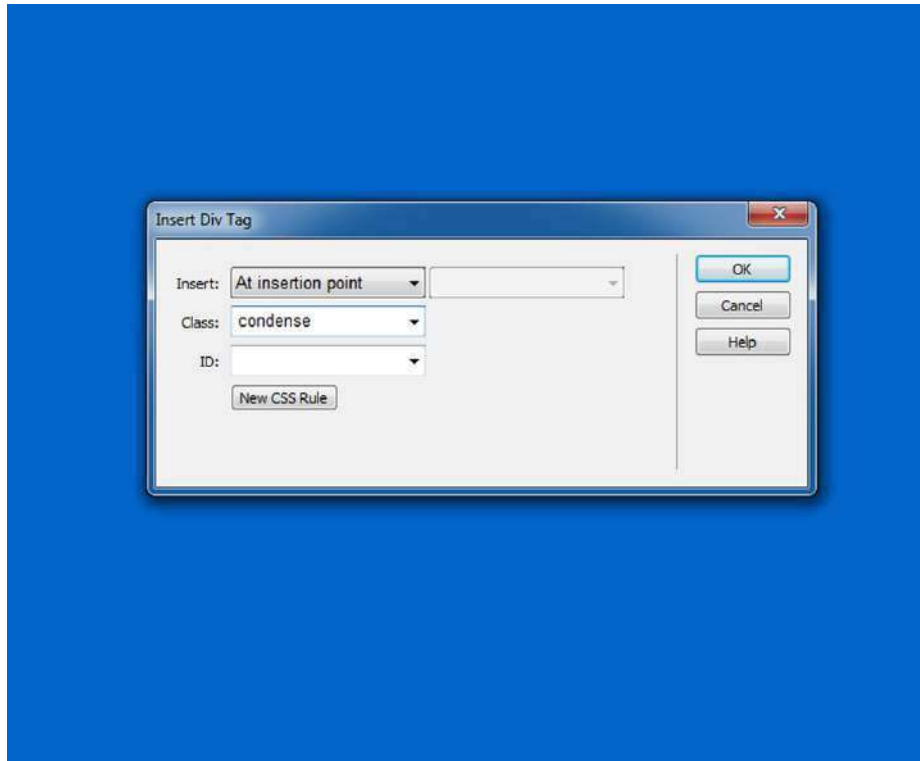 Insert Div Tag
Insert: At insertion point
Class: condense
ID:
New CSS Rule
OK
Cancel
Help